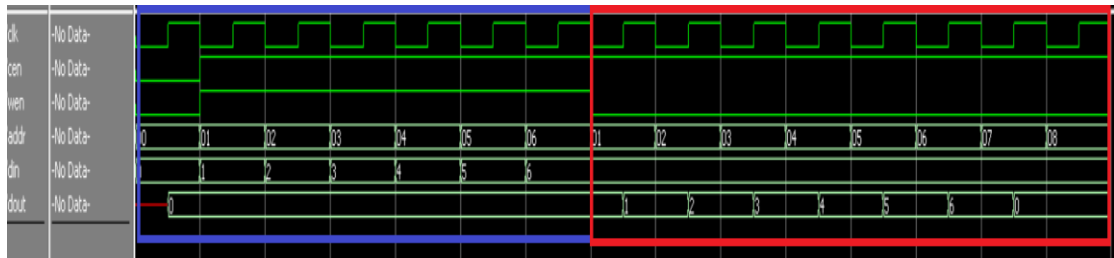 clk -No Data-
cen -No Data-
wen -No Data-
addr -No Data- 00 01 02 03 04 05 06 01 02 03 04 05 06 07 08
din -No Data- 1 2 3 4 5 6
dout -No Data- 0 1 2 3 4 5 6 0